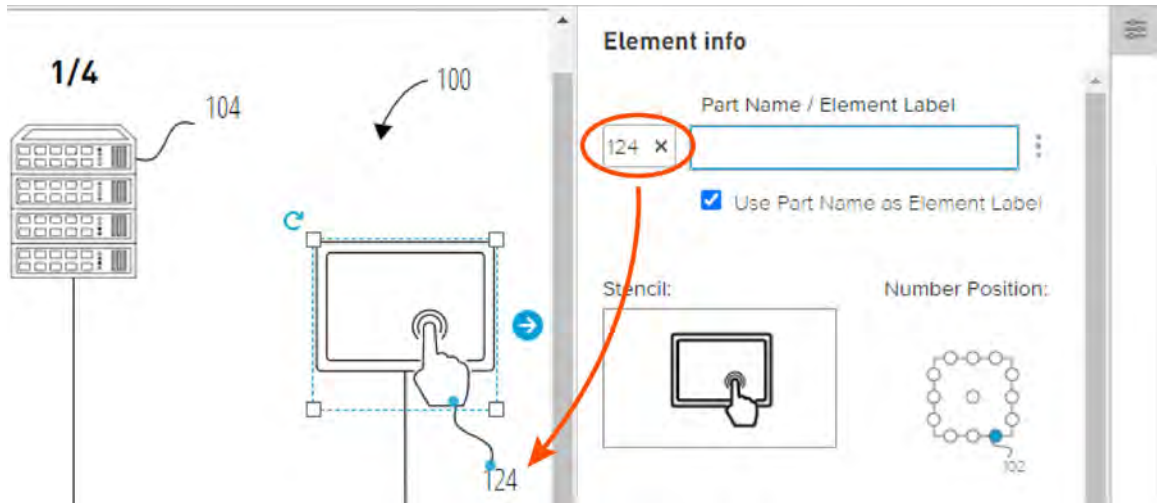 1/4
104
100
124
Element info
Part Name / Element Label
124 ×
Use Part Name as Element Label
Stencil:
Number Position:
102